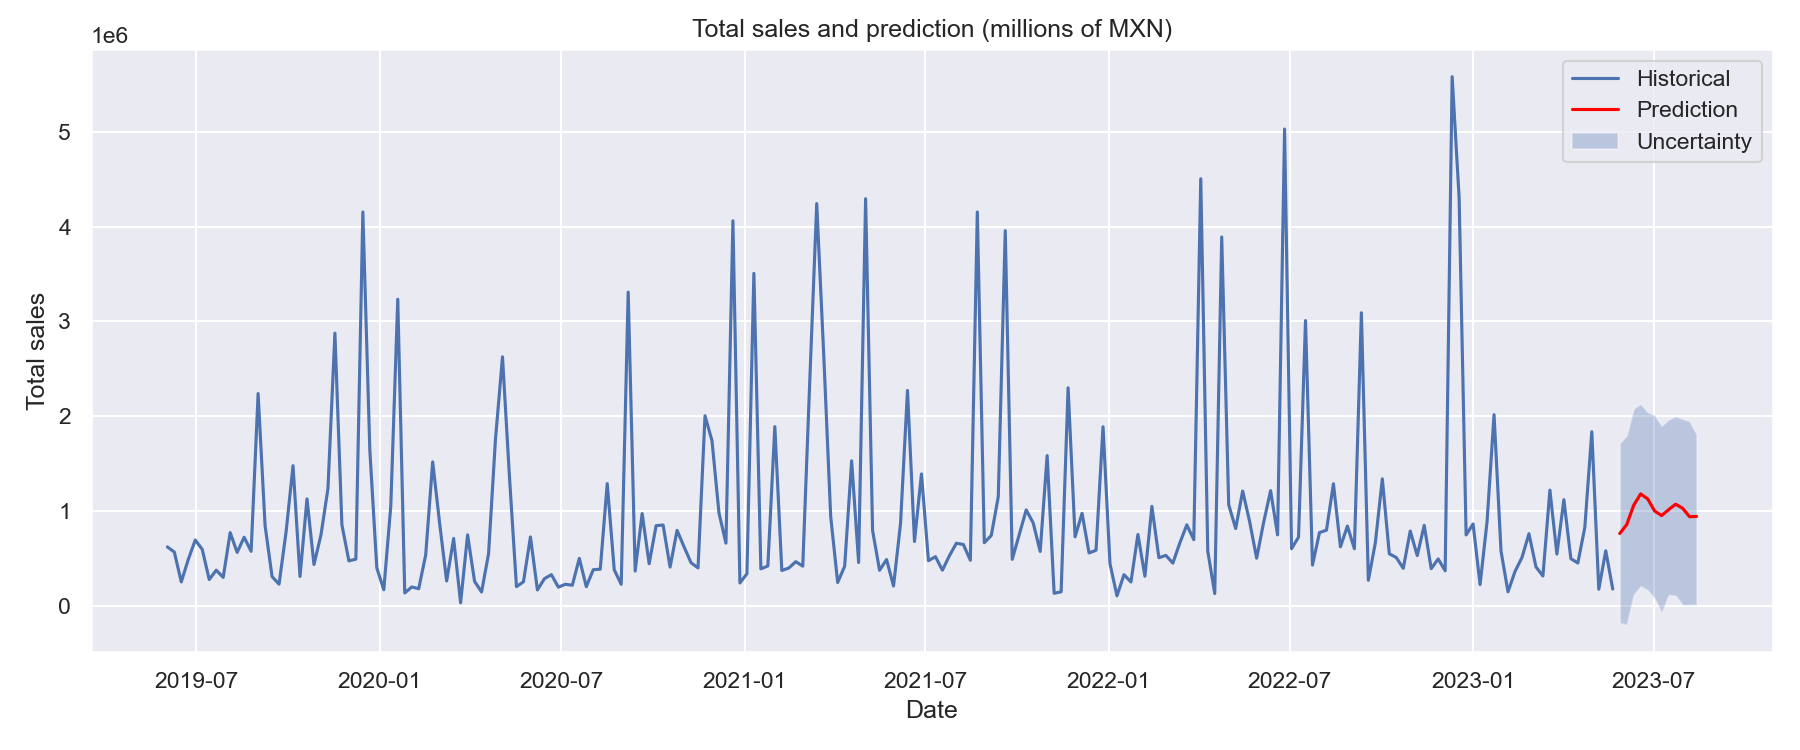 Total sales and prediction (millions of MXN)
1e6
Historical
Prediction
Uncertainty
5
4
3
2
1
0
Total sales
2019-07
2020-01
2020-07
2021-01
2021-07
2022-01
2022-07
2023-01
2023-07
Date